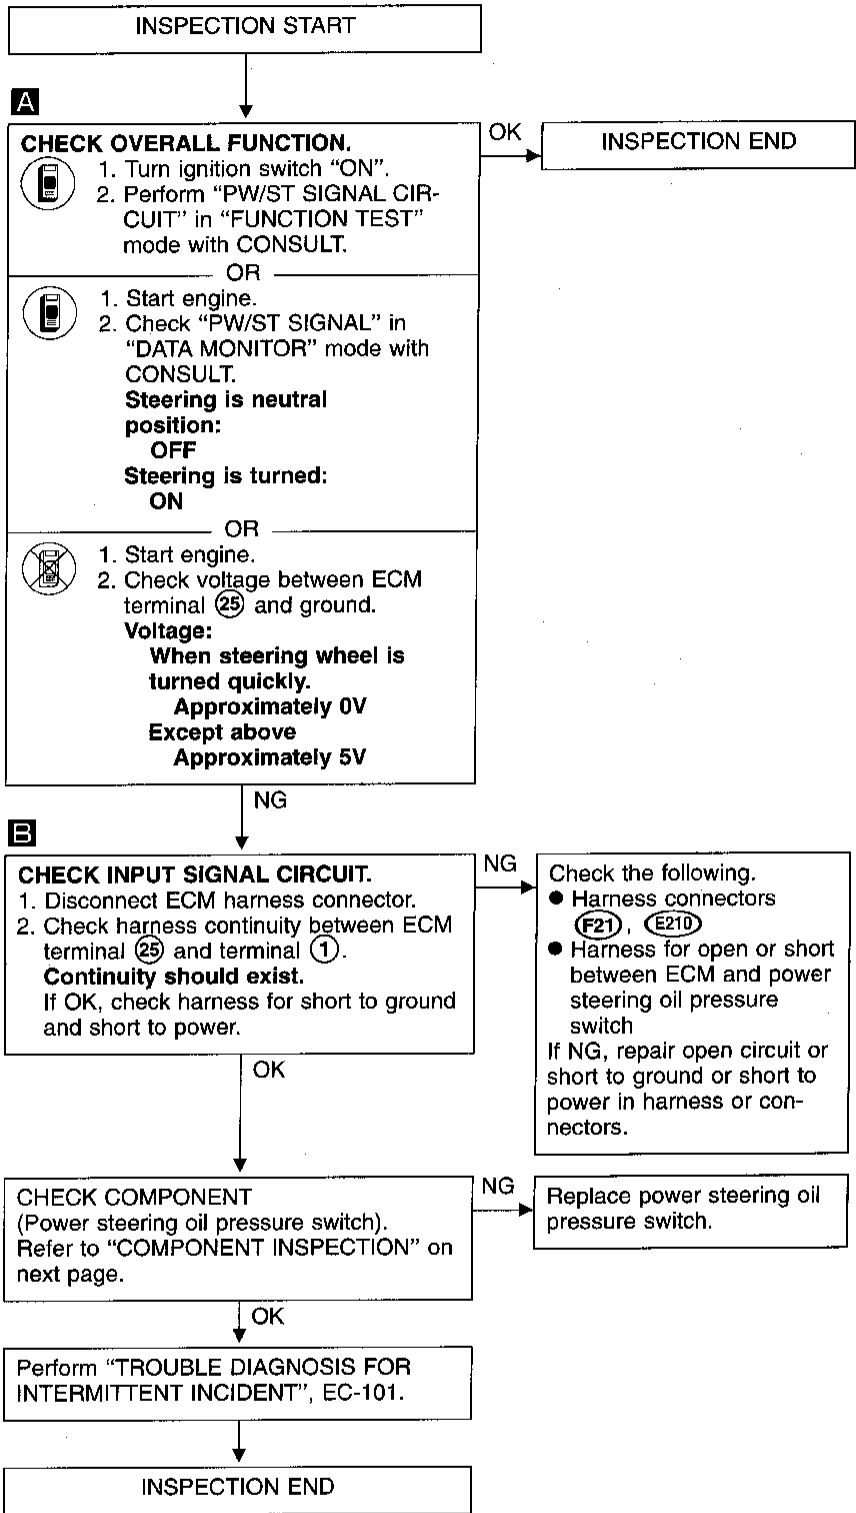 INSPECTION START
A
CHECK OVERALL FUNCTION.
1. Turn ignition switch “ON”.
2. Perform “PW/ST SIGNAL CIR-
CUIT” in “FUNCTION TEST”
mode with CONSULT.
OR
1. Start engine.
2. Check “PW/ST SIGNAL” in
“DATA MONITOR” mode with
CONSULT.
Steering is neutral
position:
OFF
Steering is turned:
ON
OR
1. Start engine.
2. Check voltage between ECM
terminal 25 and ground.
Voltage:
When steering wheel is
turned quickly.
Approximately 0V
Except above
Approximately 5V
OK
INSPECTION END
NG
B
CHECK INPUT SIGNAL CIRCUIT.
1. Disconnect ECM harness connector.
2. Check harness continuity between ECM
terminal 25 and terminal 1.
Continuity should exist.
If OK, check harness for short to ground
and short to power.
NG
Check the following.
● Harness connectors
F21, E210
● Harness for open or short
between ECM and power
steering oil pressure
switch
If NG, repair open circuit or
short to ground or short to
power in harness or con-
nectors.
OK
CHECK COMPONENT
(Power steering oil pressure switch).
Refer to “COMPONENT INSPECTION” on
next page.
NG
Replace power steering oil
pressure switch.
OK
Perform “TROUBLE DIAGNOSIS FOR
INTERMITTENT INCIDENT”, EC-101.
INSPECTION END